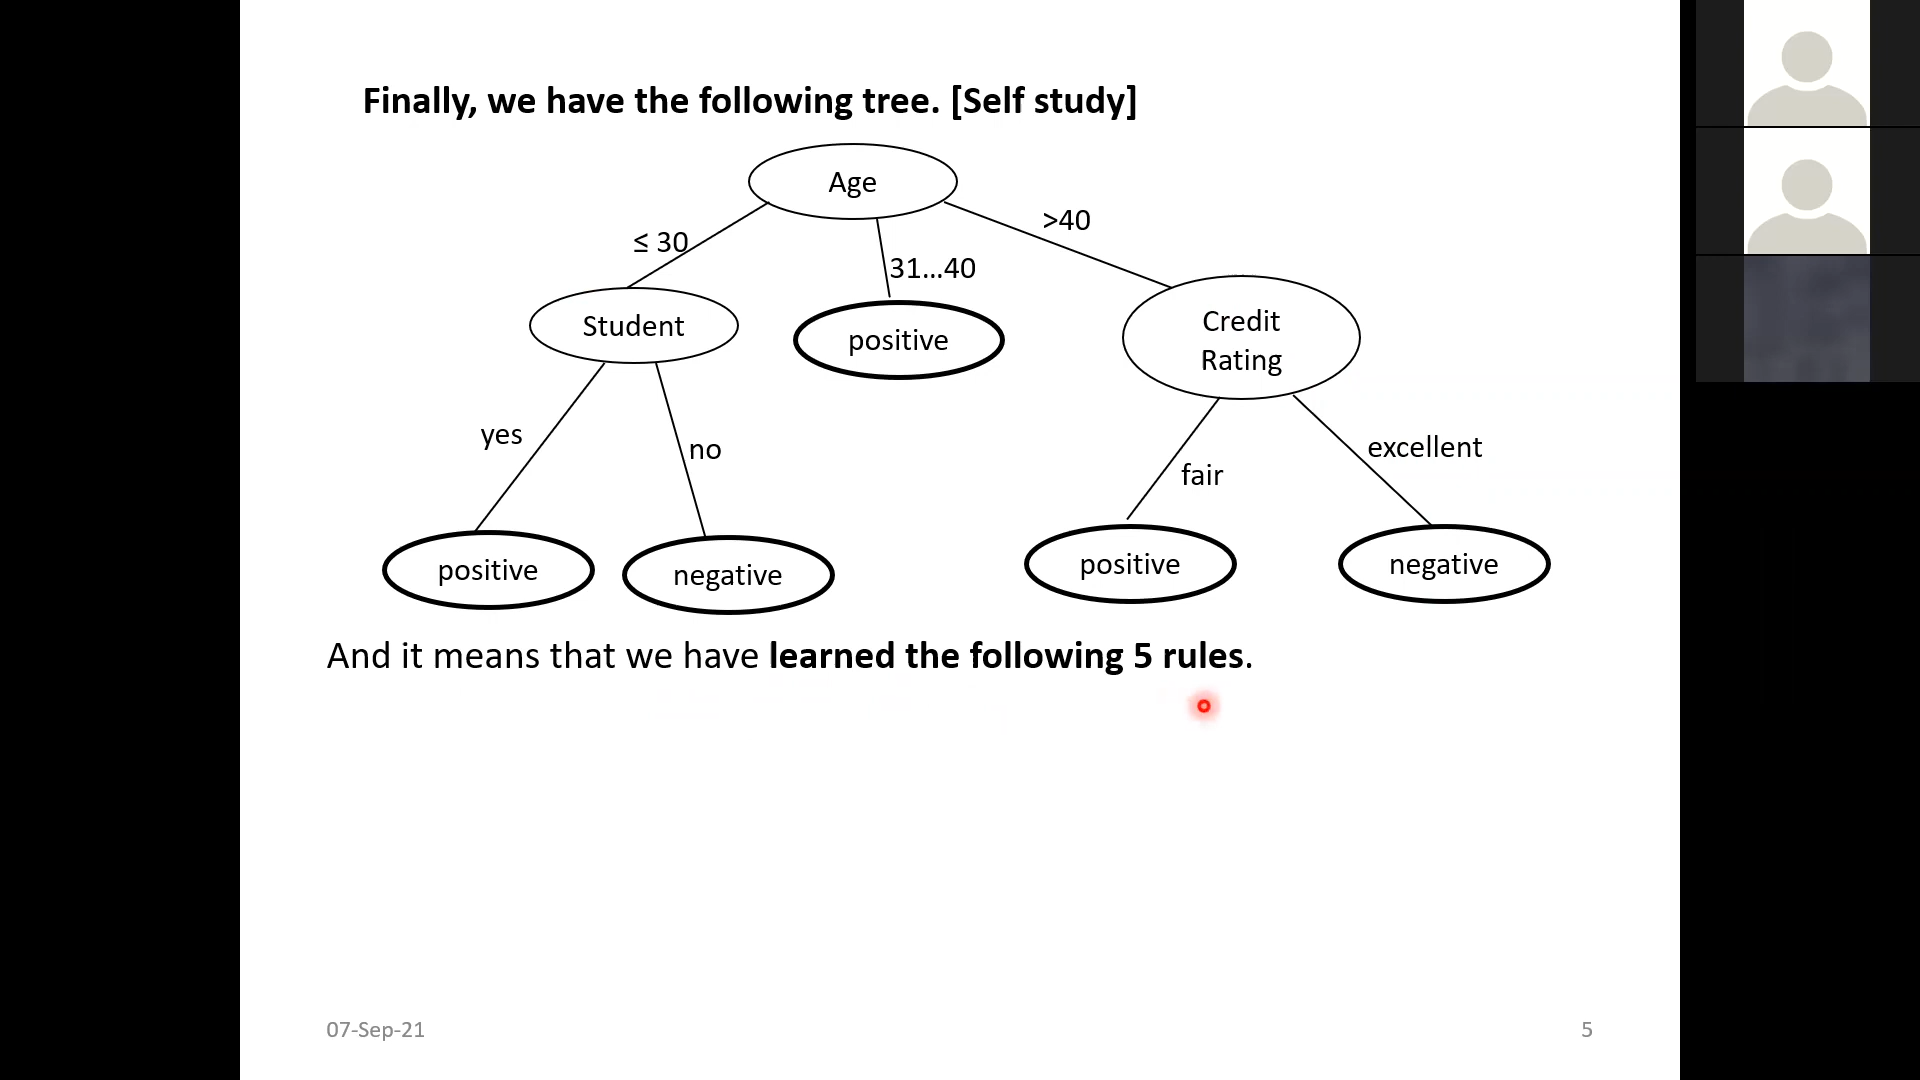 Finally, we have the following tree. [Self study]
Age
>40
≤ 30
31...40
Student
positive
Credit
Rating
yes
no
fair
excellent
positive
negative
positive
negative
And it means that we have learned the following 5 rules.
07-Sep-21
5